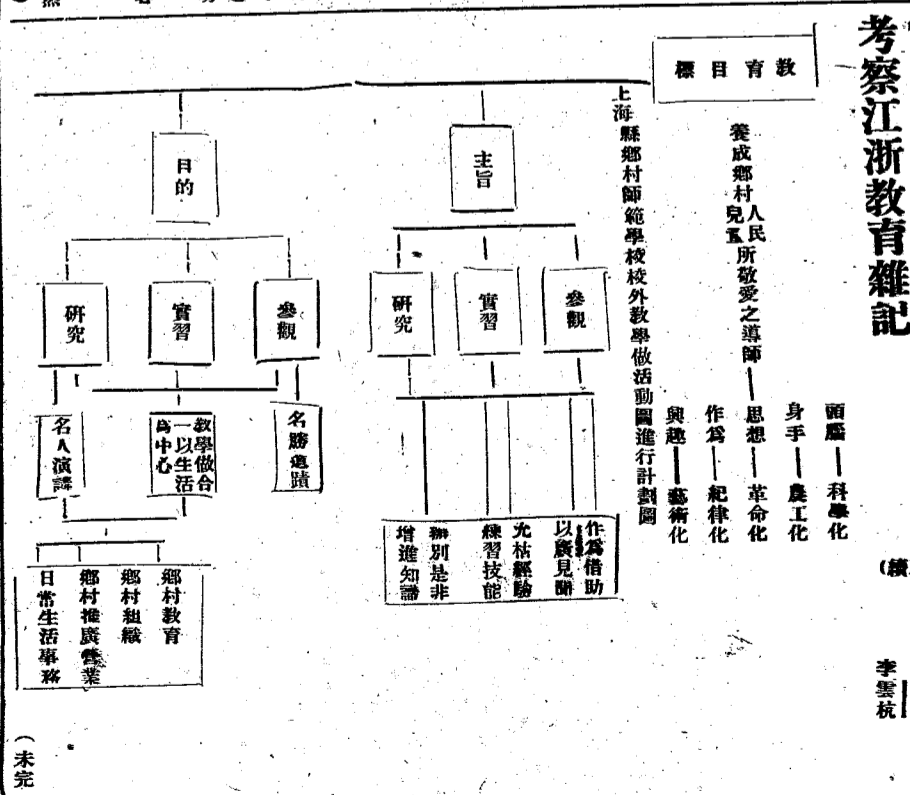 考察江浙教育雜記
(續
李雲杭
教育目標
養成鄉村人民兒童所敬愛之導師
頭腦—科學化
身手—農工化
思想—革命化
作爲—紀律化
興趣—藝術化
上海縣鄉村師範學校校外教學做活動圖進行計劃圖
主旨
參觀
實習
研究
作爲借助
以廣見聞
尤枯經驗
練習技能
辨別是非
增進知識
目的
參觀
實習
研究
名勝遺蹟
教學做合
一以生活
爲中心
名人演講
鄉村教育
鄉村組織
鄉村推廣營業
日常生活事務
(未完